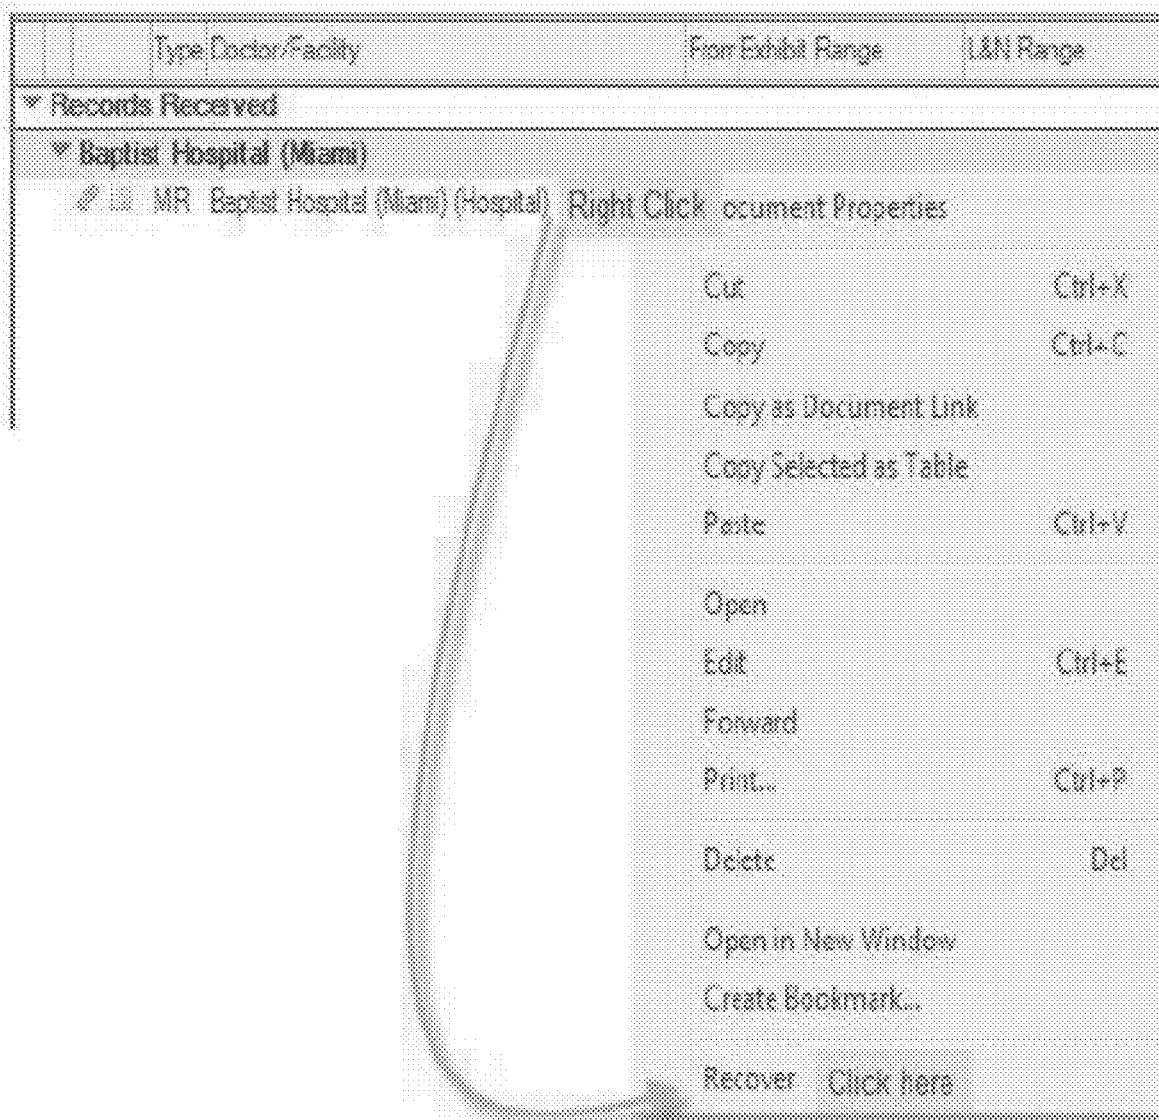 Type Doctor/Facility From Exhibit Range L&N Range
Records Received
Baptist Hospital (Miami)
MR Baptist Hospital (Miami) (Hospital) Right Click ocument Properties
Cut Ctrl+X
Copy Ctrl+C
Copy as Document Link
Copy Selected as Table
Paste Ctrl+V
Open
Edit Ctrl+E
Forward
Print... Ctrl+P
Delete Del
Open in New Window
Create Bookmark...
Recover Click here